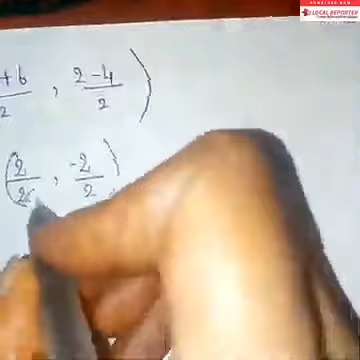 LOCAL REPORTER
+6/2 , 2-4/2 )
(2/2 , -2/2 )